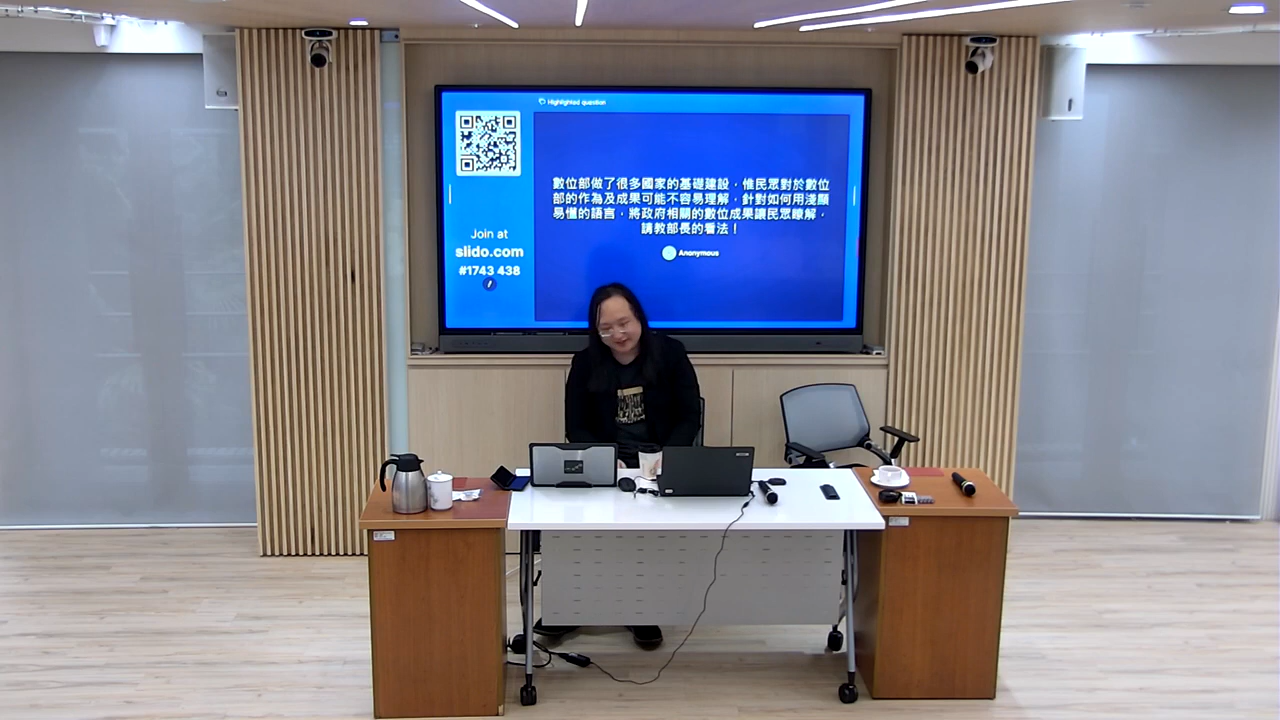 Highlighted question
數位部做了很多國家的基礎建設，惟民眾對於數位
部的作為及成果可能不容易理解，針對如何用淺顯
易懂的語言，將政府相關的數位成果讓民眾瞭解，
請教部長的看法！
Anonymous
Join at
slido.com
#1743 438